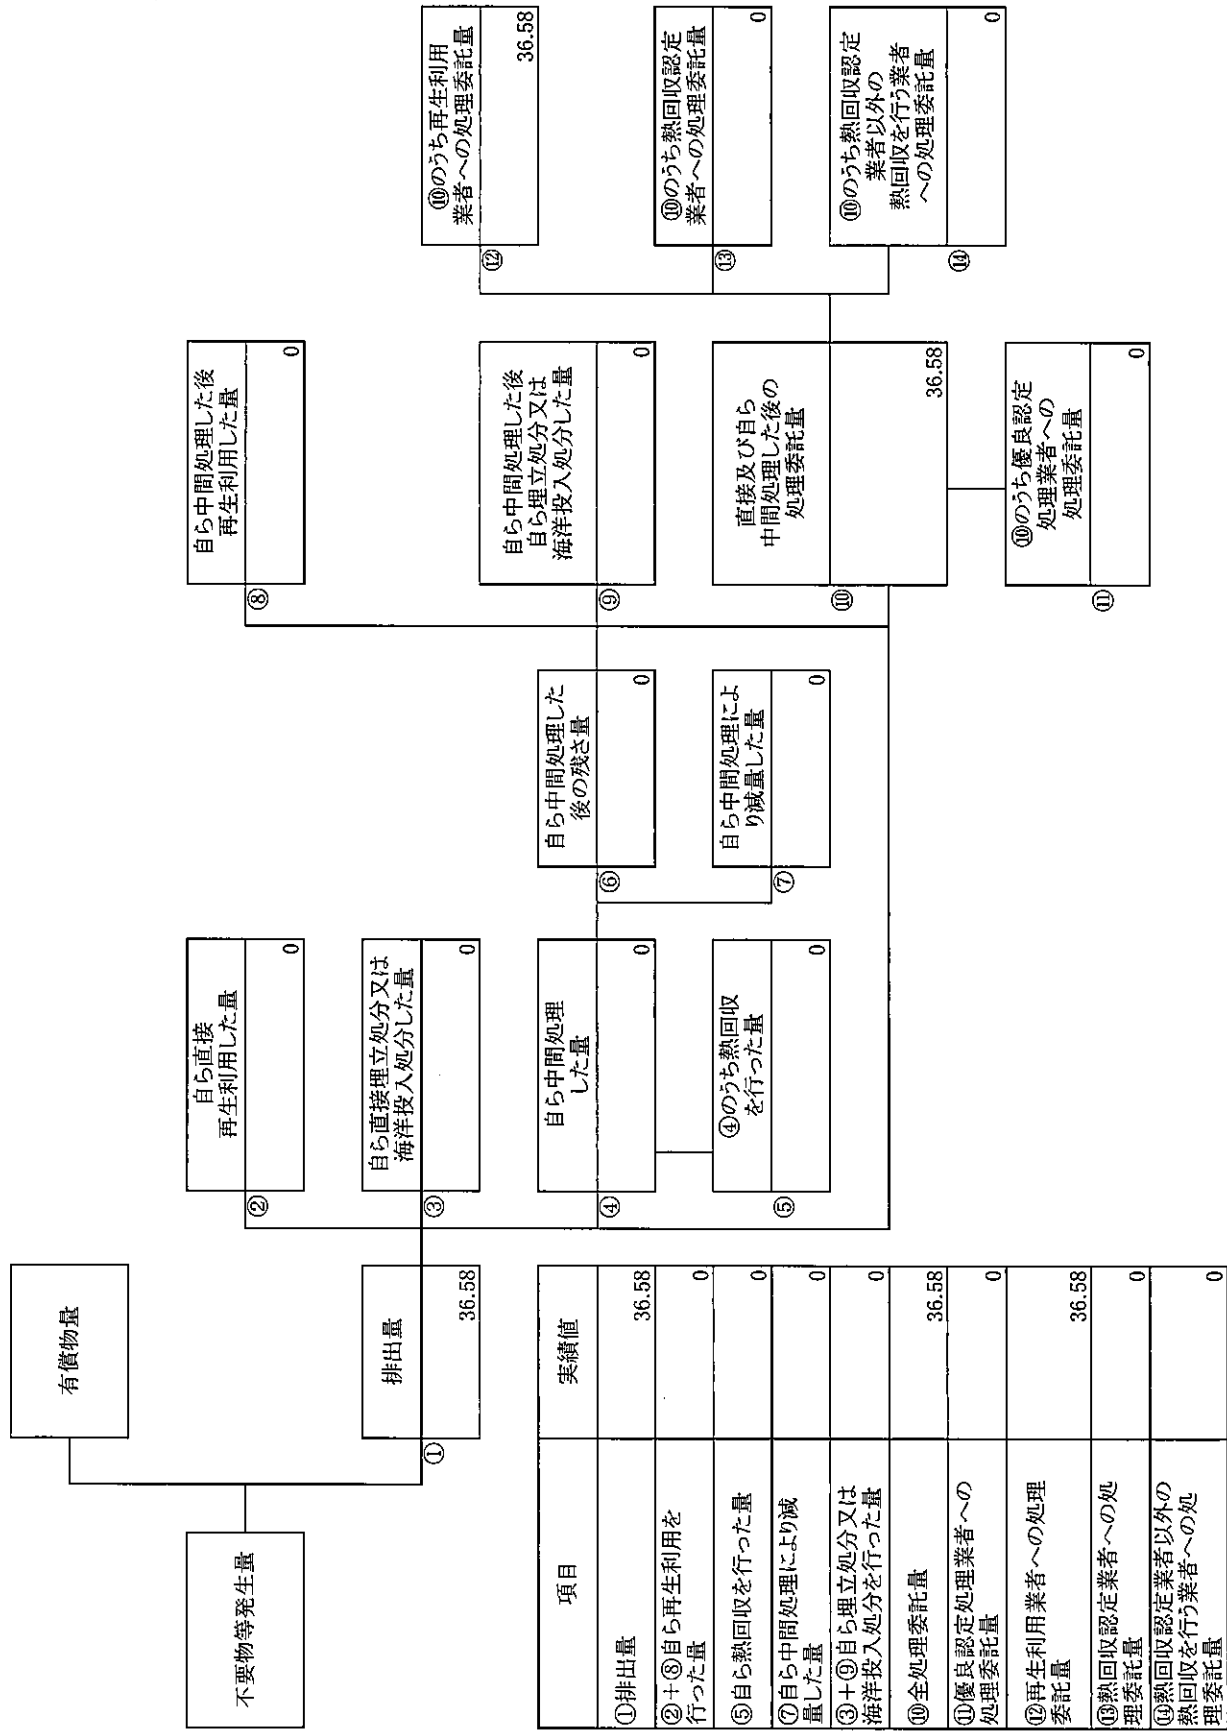 有償物量
不要物等発生量
排出量
①
36.58
自ら直接
再生利用した量
②
0
自ら直接埋立処分又は
海洋投入処分した量
③
0
自ら中間処理
した量
④
0
④のうち熱回収
を行った量
⑤
0
自ら中間処理した
後の残さ量
⑥
0
自ら中間処理によ
り減量した量
⑦
0
自ら中間処理した後
再生利用した量
⑧
0
自ら中間処理した後
自ら埋立処分又は
海洋投入処分した量
⑨
0
直接及び自ら
中間処理した後の
処理委託量
⑩
36.58
⑩のうち優良認定
処理業者への
処理委託量
⑪
0
⑩のうち再生利用
業者への処理委託量
⑫
36.58
⑩のうち熱回収認定
業者への処理委託量
⑬
0
⑩のうち熱回収認定
業者以外の
熱回収を行う業者
への処理委託量
⑭
0
項目 実績値
①排出量 36.58
②+⑧自ら再生利用を
行った量 0
⑤自ら熱回収を行った量 0
⑦自ら中間処理により減
量した量 0
③+⑨自ら埋立処分又は
海洋投入処分を行った量 0
⑩全処理委託量 36.58
⑪優良認定処理業者への
処理委託量 0
⑫再生利用業者への処理
委託量 36.58
⑬熱回収認定業者への処
理委託量 0
⑭熱回収認定業者以外の
熱回収を行う業者への処
理委託量 0